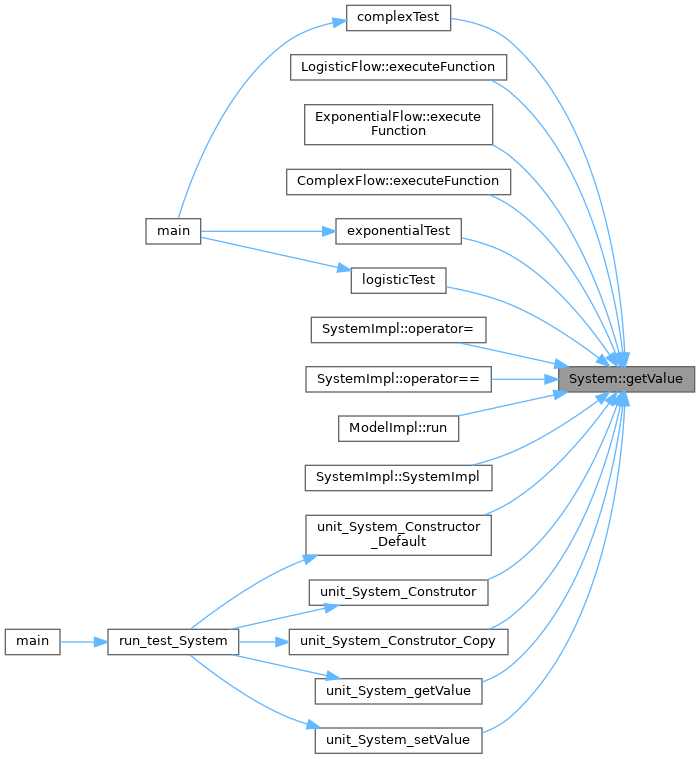 complexTest
LogisticFlow::executeFunction
ExponentialFlow::execute
Function
ComplexFlow::executeFunction
main
exponentialTest
logisticTest
SystemImpl::operator=
SystemImpl::operator==
System::getValue
ModelImpl::run
SystemImpl::SystemImpl
unit_System_Constructor
_Default
unit_System_Construtor
main
run_test_System
unit_System_Construtor_Copy
unit_System_getValue
unit_System_setValue